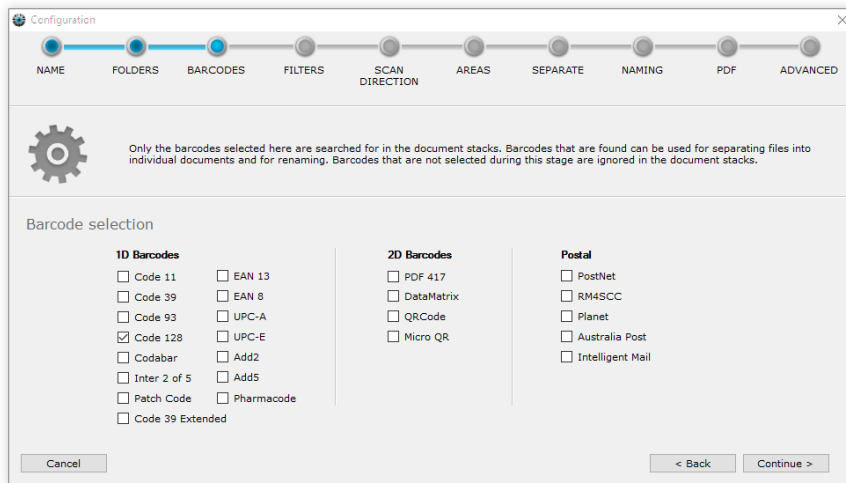 Configuration
NAME
FOLDERS
BARCODES
FILTERS
SCAN
DIRECTION
AREAS
SEPARATE
NAMING
PDF
ADVANCED
Only the barcodes selected here are searched for in the document stacks. Barcodes that are found can be used for separating files into
individual documents and for renaming. Barcodes that are not selected during this stage are ignored in the document stacks.
Barcode selection
1D Barcodes
Code 11
Code 39
Code 93
Code 128
Codabar
Inter 2 of 5
Patch Code
Code 39 Extended
EAN 13
EAN 8
UPC-A
UPC-E
Add2
Add5
Pharmacode
2D Barcodes
PDF 417
DataMatrix
QRCode
Micro QR
Postal
PostNet
RM4SCC
Planet
Australia Post
Intelligent Mail
Cancel
< Back
Continue >